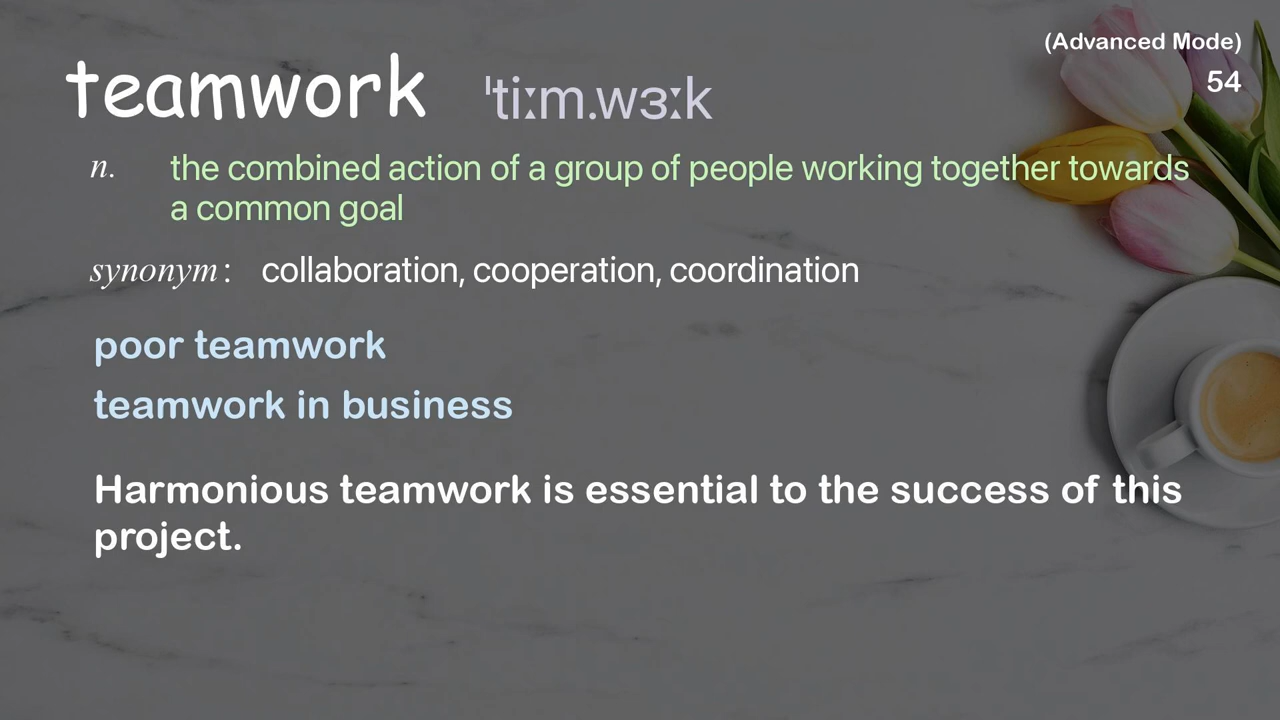 (Advanced Mode)
54
teamwork ˈtiːm.wɜːk
n. the combined action of a group of people working together towards
a common goal
synonym: collaboration, cooperation, coordination
poor teamwork
teamwork in business
Harmonious teamwork is essential to the success of this
project.